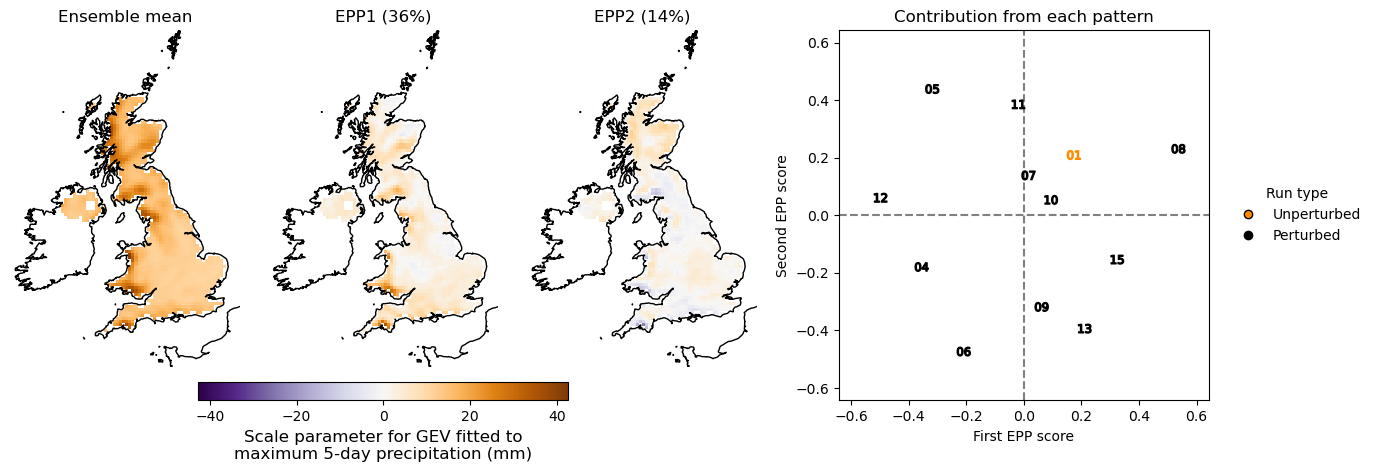 Ensemble mean
EPP1 (36%)
EPP2 (14%)
Contribution from each pattern
−40
−20
0
20
40
Scale parameter for GEV fitted to
maximum 5-day precipitation (mm)
Second EPP score
0.6
0.4
0.2
0.0
−0.2
−0.4
−0.6
05
11
01
08
07
12
10
04
15
09
13
06
−0.6
−0.4
−0.2
0.0
0.2
0.4
0.6
First EPP score
Run type
Unperturbed
Perturbed